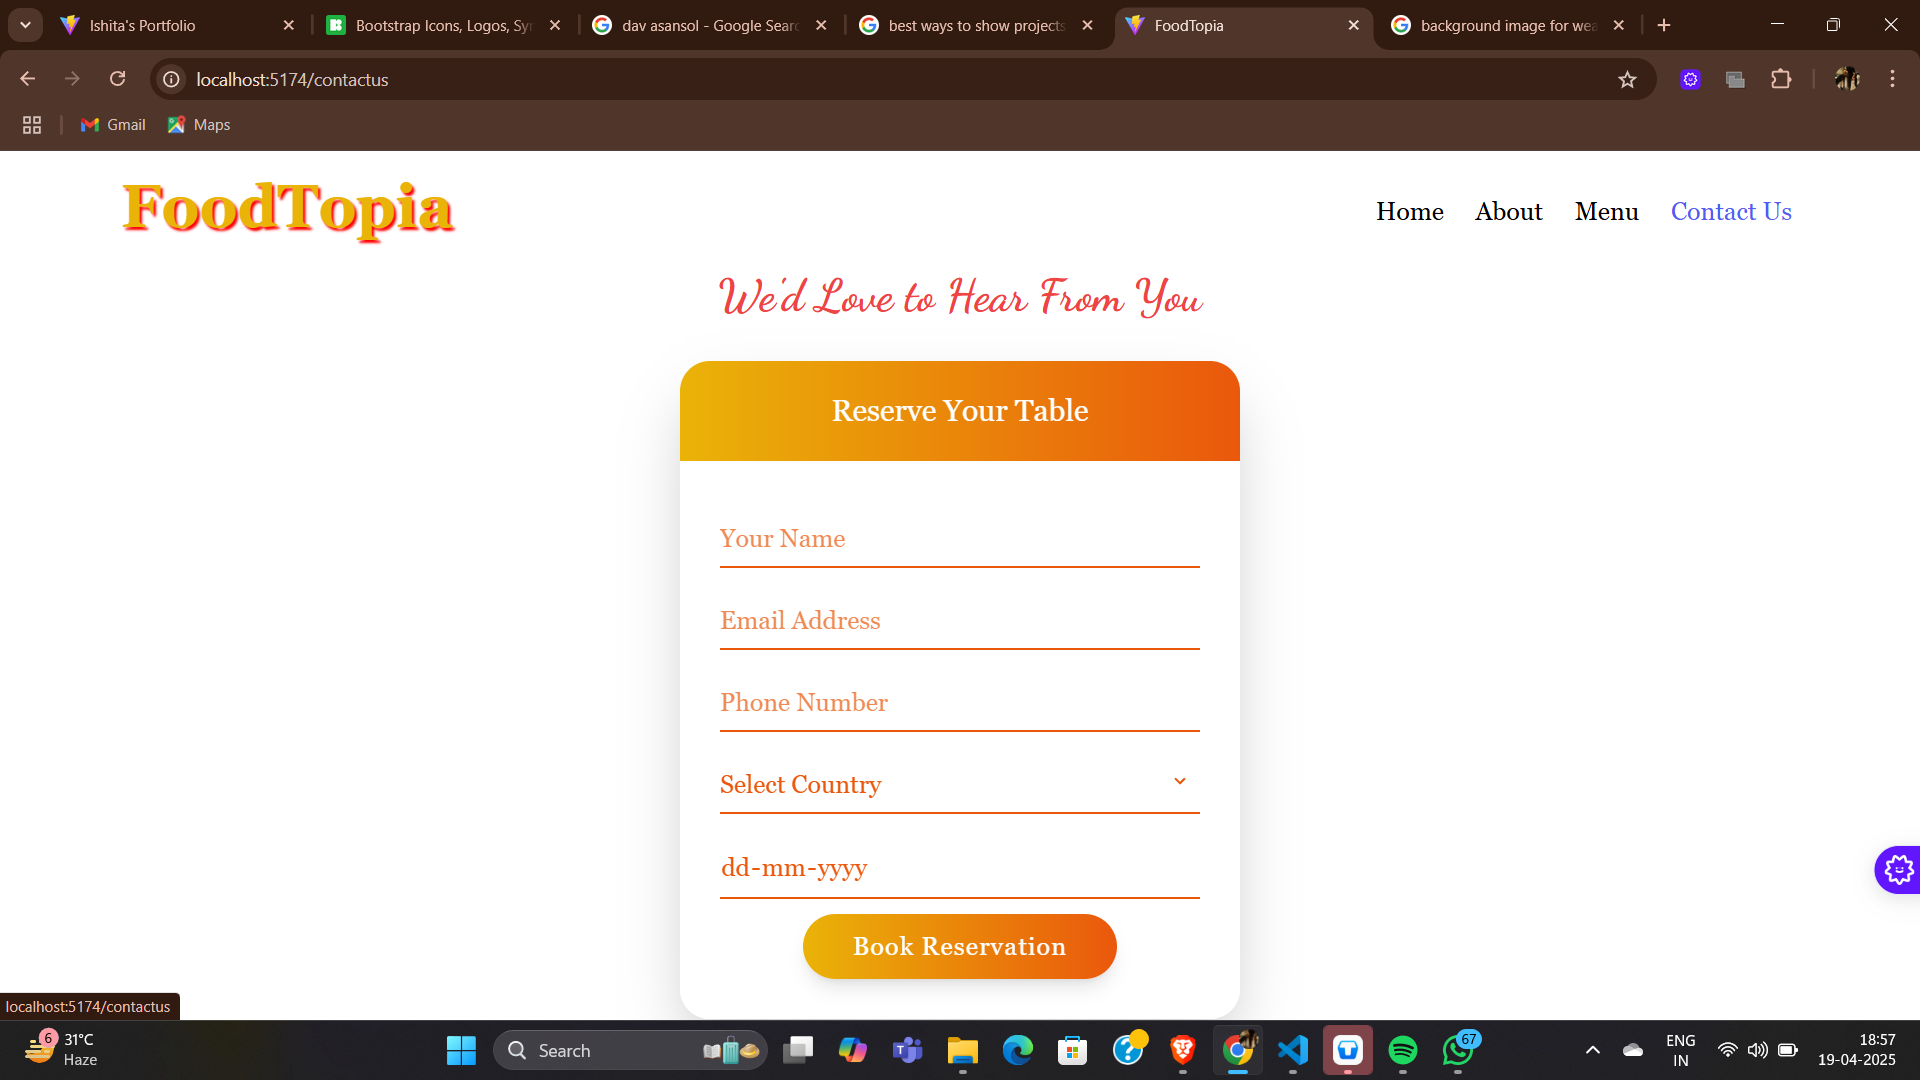 Ishita's Portfolio
Bootstrap Icons, Logos, Syr
dav asansol - Google Searc
best ways to show projects
FoodTopia
background image for wea
localhost:5174/contactus
Gmail
Maps
FoodTopia
Home About Menu Contact Us
We'd Love to Hear From You
Reserve Your Table
Your Name
Email Address
Phone Number
Select Country
dd-mm-yyyy
Book Reservation
localhost:5174/contactus
6
31°C
Haze
Search
67
ENG
IN
18:57
19-04-2025